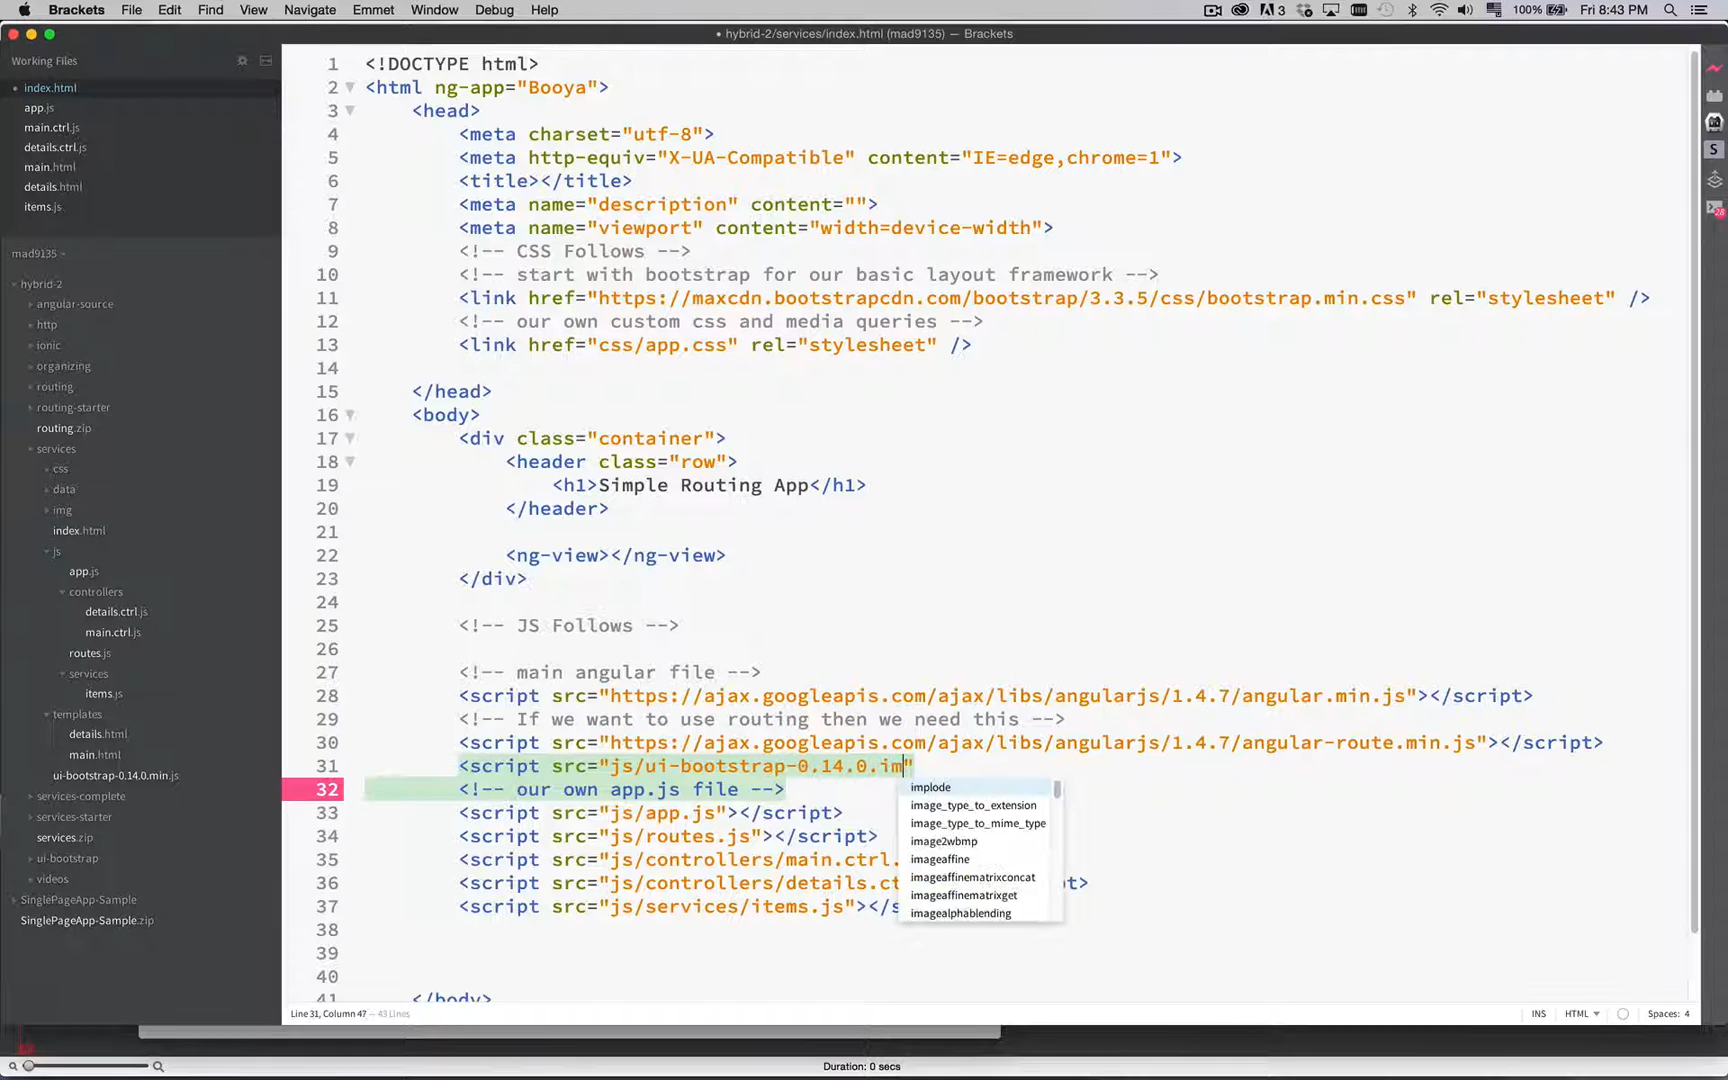 Brackets File Edit Find View Navigate Emmet Window Debug Help
3 100% Fri 8:43 PM
• hybrid-2/services/index.html (mad9135) — Brackets
Working Files
index.html
app.js
main.ctrl.js
details.ctrl.js
main.html
details.html
items.js
mad9135
hybrid-2
angular-source
http
ionic
organizing
routing
routing-starter
routing.zip
services
css
data
img
index.html
js
app.js
controllers
details.ctrl.js
main.ctrl.js
routes.js
services
items.js
templates
details.html
main.html
ui-bootstrap-0.14.0.min.js
services-complete
services-starter
services.zip
ui-bootstrap
videos
SinglePageApp-Sample
SinglePageApp-Sample.zip
1 <!DOCTYPE html>
2 <html ng-app="Booya">
3 <head>
4 <meta charset="utf-8">
5 <meta http-equiv="X-UA-Compatible" content="IE=edge,chrome=1">
6 <title></title>
7 <meta name="description" content="">
8 <meta name="viewport" content="width=device-width">
9 <!-- CSS Follows -->
10 <!-- start with bootstrap for our basic layout framework -->
11 <link href="https://maxcdn.bootstrapcdn.com/bootstrap/3.3.5/css/bootstrap.min.css" rel="stylesheet" />
12 <!-- our own custom css and media queries -->
13 <link href="css/app.css" rel="stylesheet" />
14
15 </head>
16 <body>
17 <div class="container">
18 <header class="row">
19 <h1>Simple Routing App</h1>
20 </header>
21
22 <ng-view></ng-view>
23 </div>
24
25 <!-- JS Follows -->
26
27 <!-- main angular file -->
28 <script src="https://ajax.googleapis.com/ajax/libs/angularjs/1.4.7/angular.min.js"></script>
29 <!-- If we want to use routing then we need this -->
30 <script src="https://ajax.googleapis.com/ajax/libs/angularjs/1.4.7/angular-route.min.js"></script>
31 <script src="js/ui-bootstrap-0.14.0.im"
32 <!-- our own app.js file -->
33 <script src="js/app.js"></script>
34 <script src="js/routes.js"></script>
35 <script src="js/controllers/main.ctrl.
36 <script src="js/controllers/details.ct t>
37 <script src="js/services/items.js"></s
38
39
40
41 </body>
implode
image_type_to_extension
image_type_to_mime_type
image2wbmp
imageaffine
imageaffinematrixconcat
imageaffinematrixget
imagealphablending
S
28
Line 31, Column 47 — 43 Lines
INS HTML Spaces: 4
Duration: 0 secs